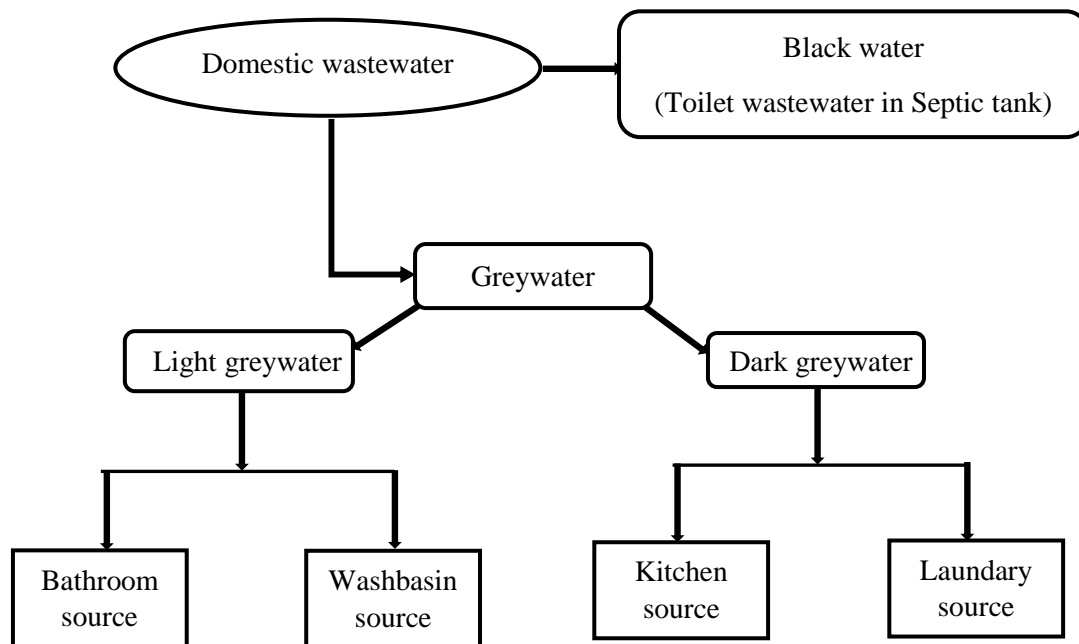 Domestic wastewater
Black water
(Toilet wastewater in Septic tank)
Greywater
Light greywater
Dark greywater
Bathroom
source
Washbasin
source
Kitchen
source
Laundary
source